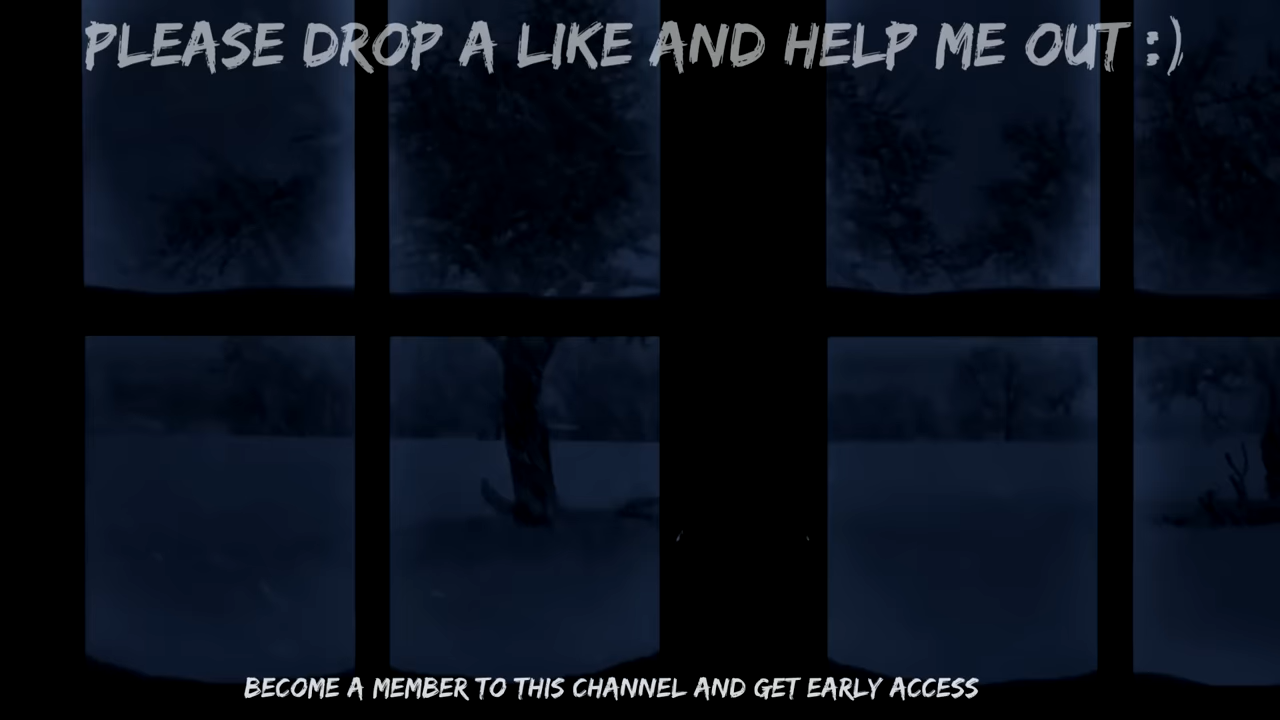 PLEASE DROP A LIKE AND HELP ME OUT :)
BECOME A MEMBER TO THIS CHANNEL AND GET EARLY ACCESS